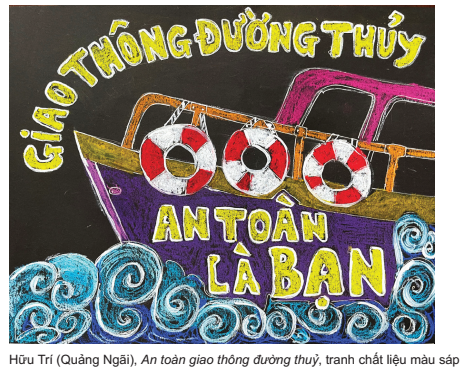 GIAO THÔNG ĐƯỜNG THỦY
AN TOÀN
LÀ BẠN
Hữu Trí (Quảng Ngãi), An toàn giao thông đường thuỷ, tranh chất liệu màu sáp